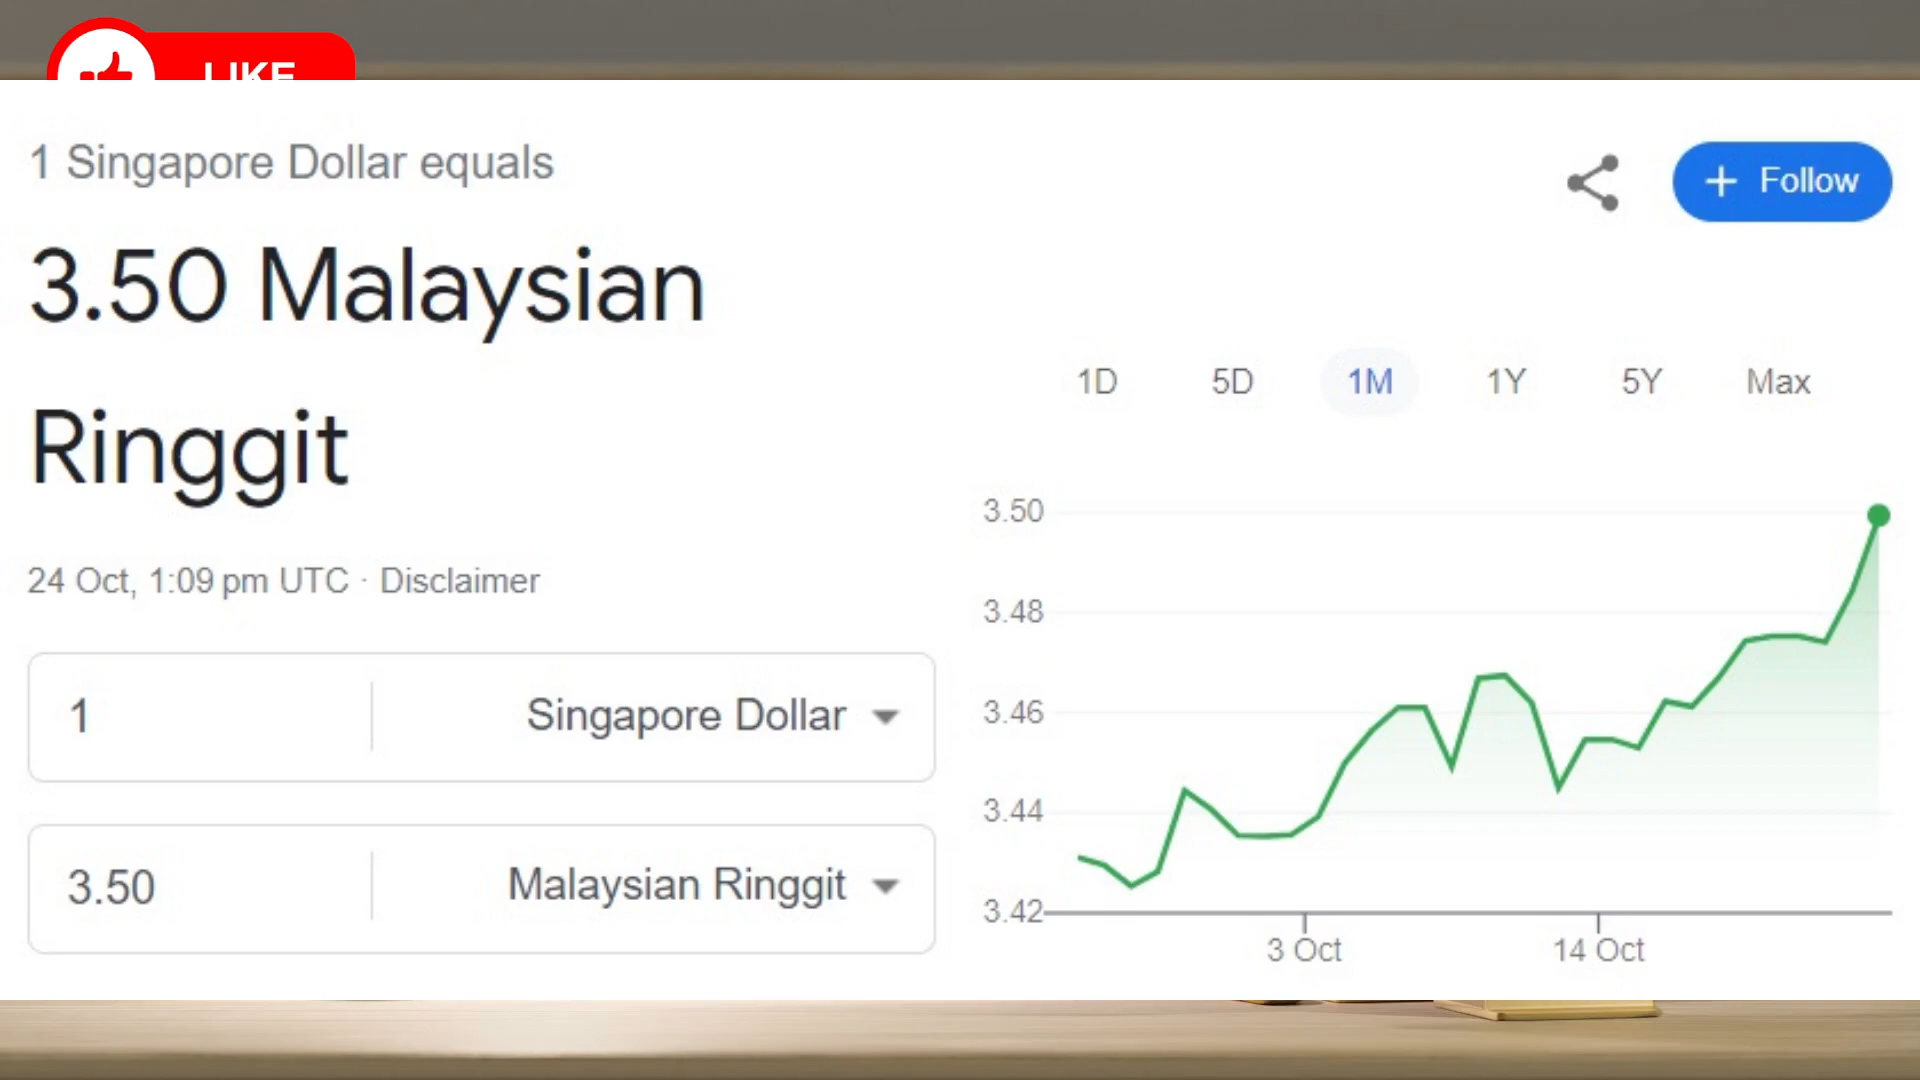 LIKE
1 Singapore Dollar equals
3.50 Malaysian
Ringgit
24 Oct, 1:09 pm UTC · Disclaimer
1
Singapore Dollar
3.50
Malaysian Ringgit
+ Follow
1D 5D 1M 1Y 5Y Max
3.50
3.48
3.46
3.44
3.42
3 Oct 14 Oct